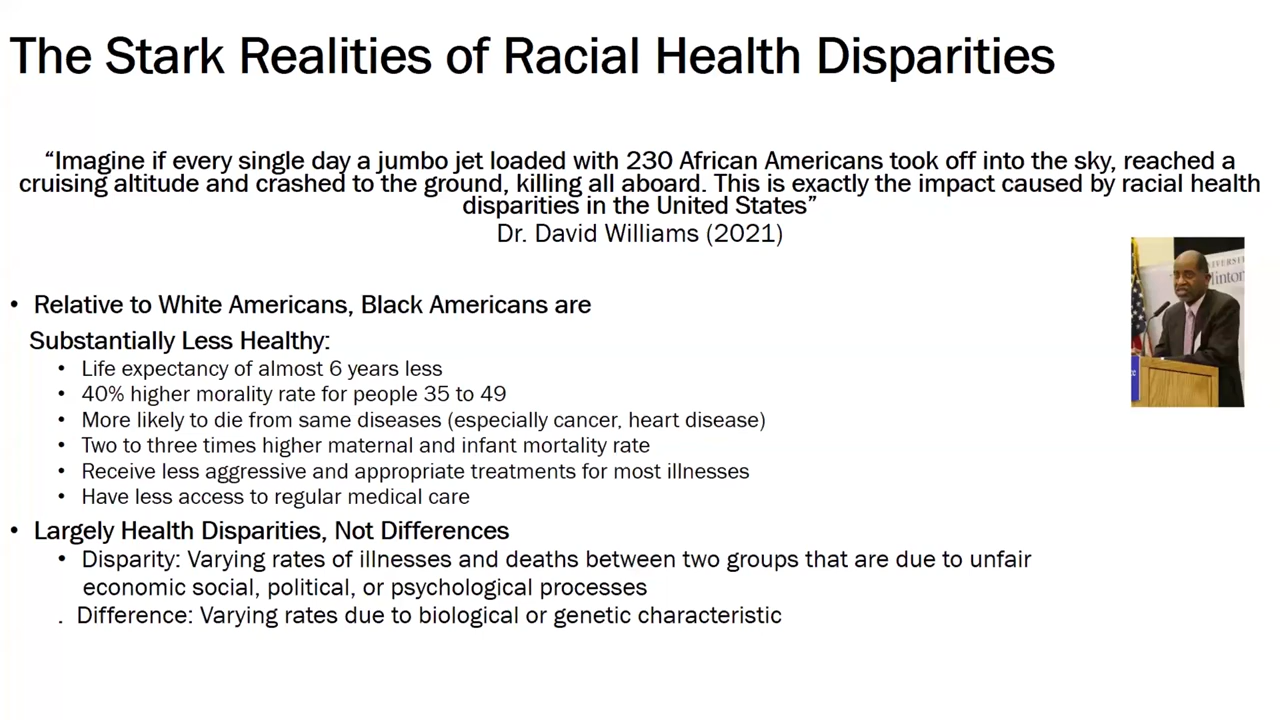 The Stark Realities of Racial Health Disparities
“Imagine if every single day a jumbo jet loaded with 230 African Americans took off into the sky, reached a
cruising altitude and crashed to the ground, killing all aboard. This is exactly the impact caused by racial health
disparities in the United States”
Dr. David Williams (2021)
• Relative to White Americans, Black Americans are
Substantially Less Healthy:
• Life expectancy of almost 6 years less
• 40% higher morality rate for people 35 to 49
• More likely to die from same diseases (especially cancer, heart disease)
• Two to three times higher maternal and infant mortality rate
• Receive less aggressive and appropriate treatments for most illnesses
• Have less access to regular medical care
• Largely Health Disparities, Not Differences
• Disparity: Varying rates of illnesses and deaths between two groups that are due to unfair
economic social, political, or psychological processes
. Difference: Varying rates due to biological or genetic characteristic